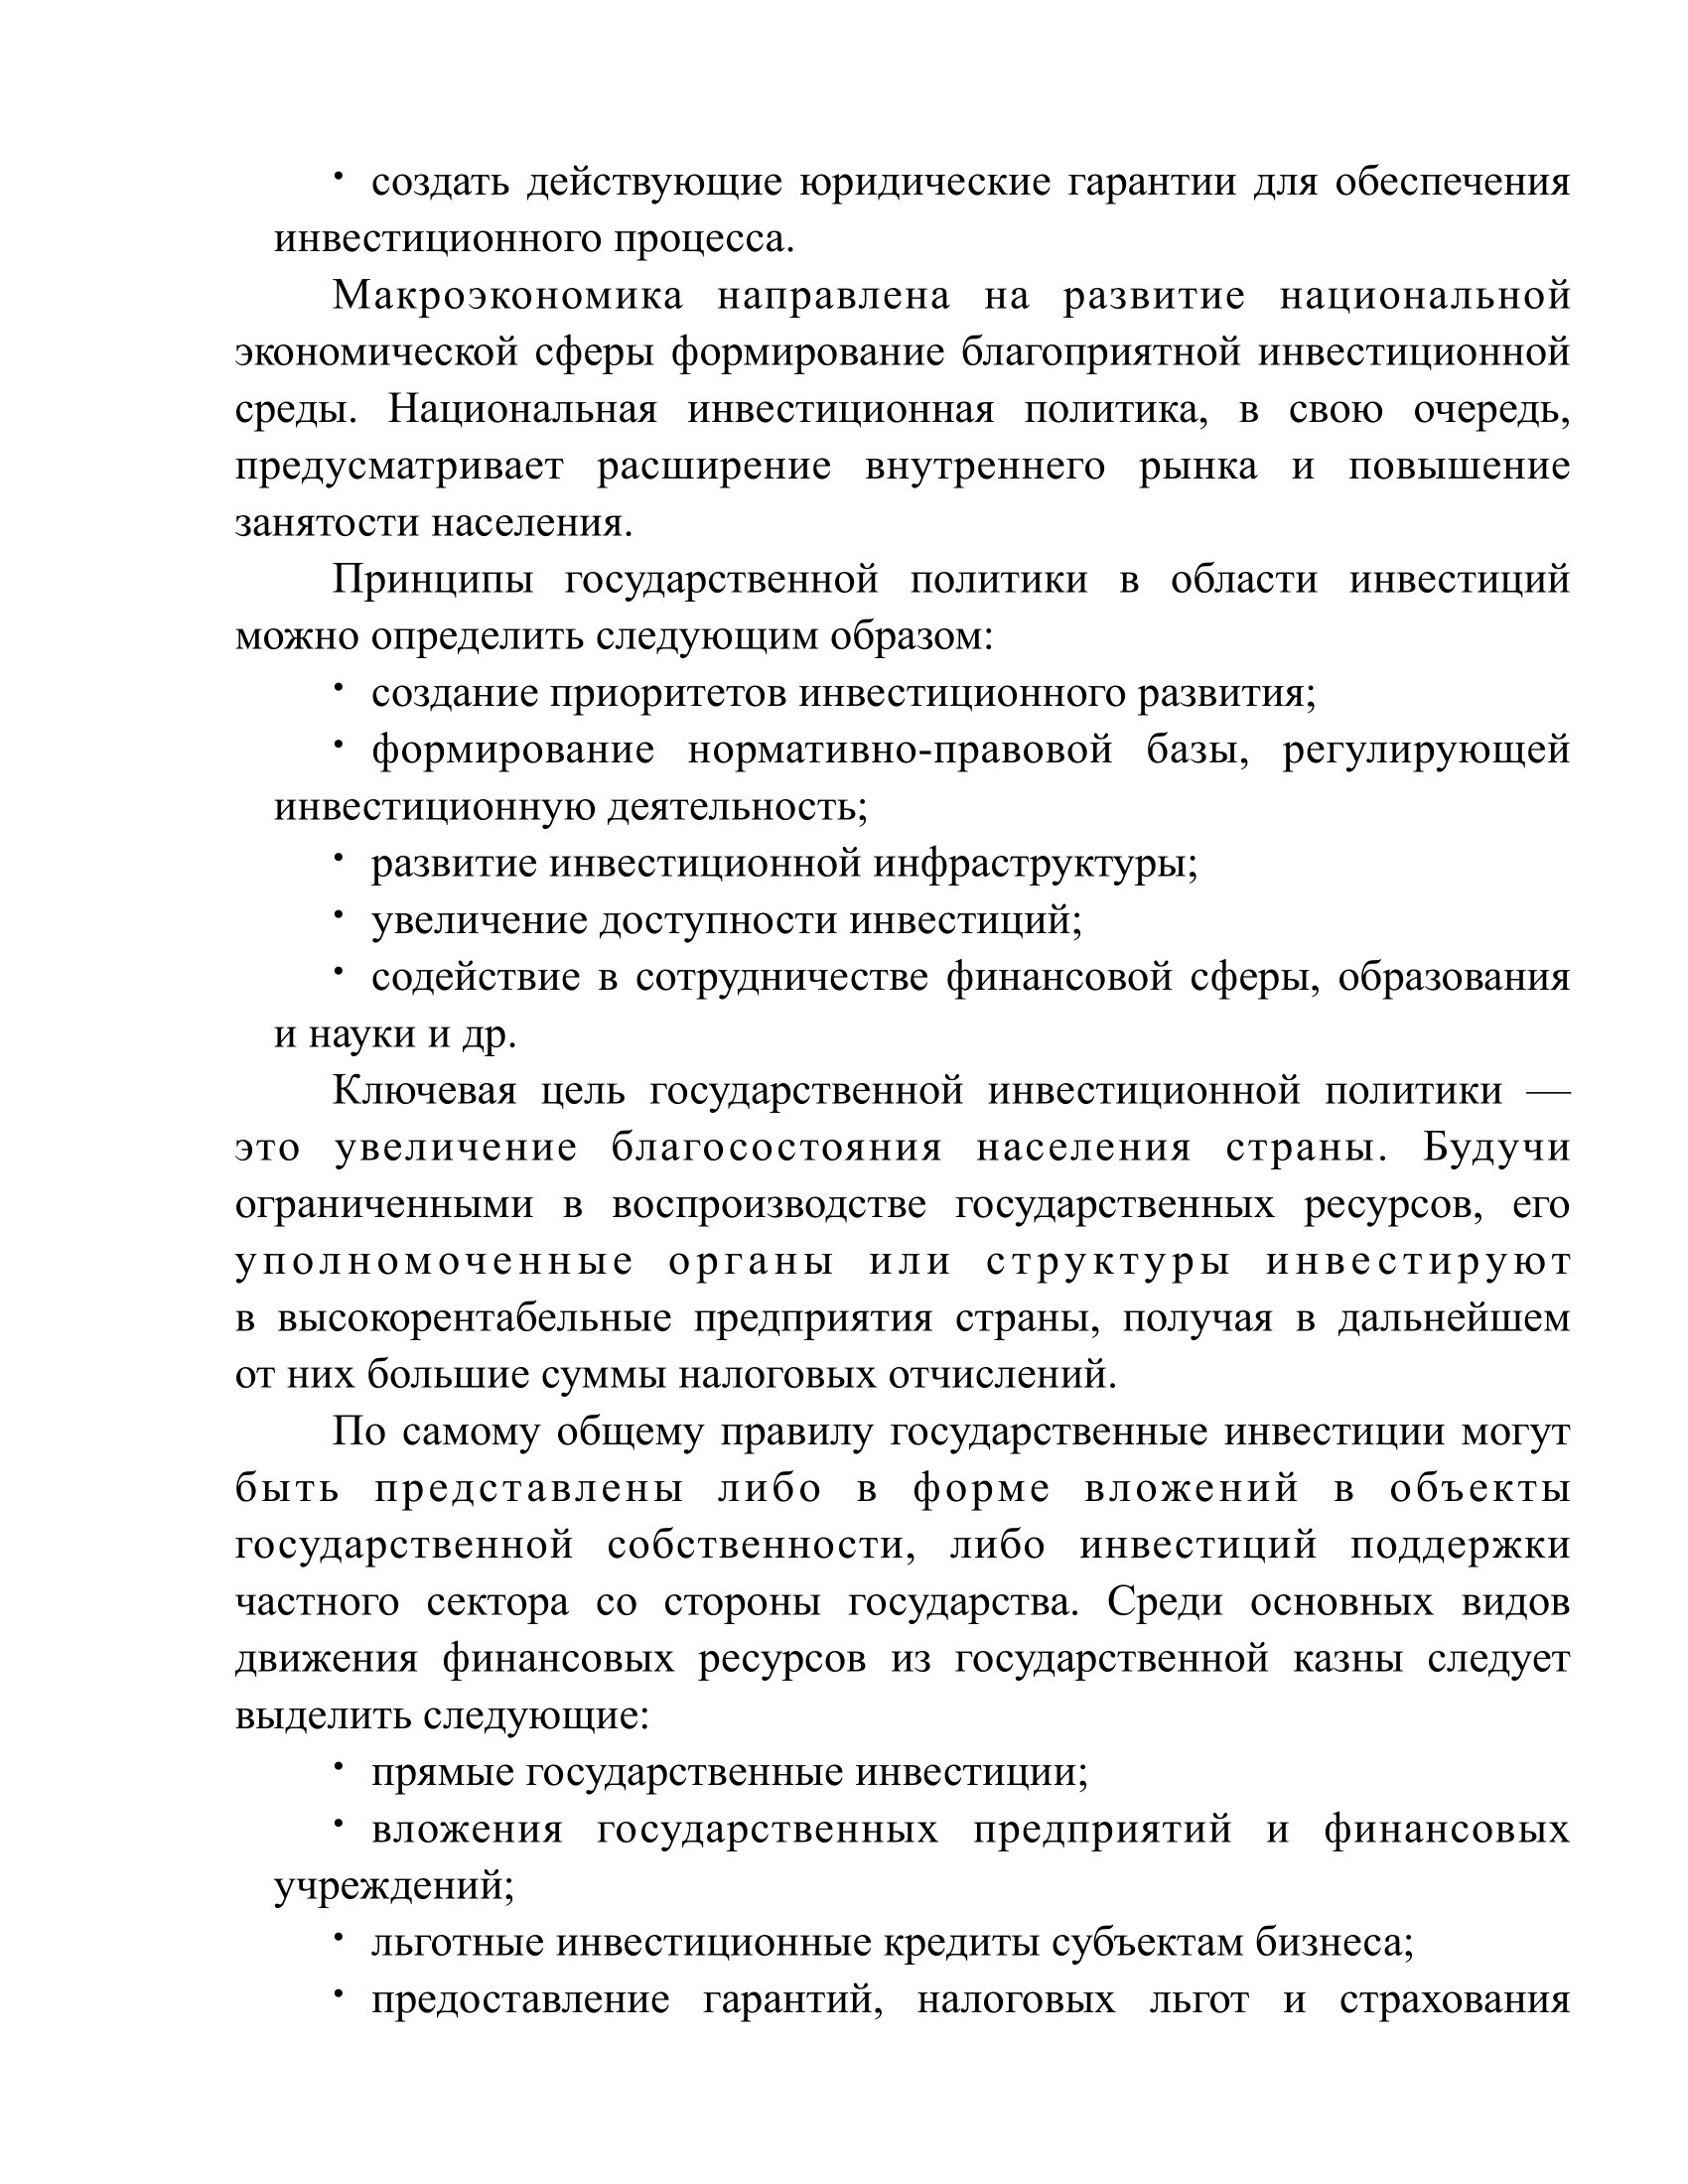 • создать действующие юридические гарантии для обеспечения
инвестиционного процесса.
Макроэкономика направлена на развитие национальной
экономической сферы формирование благоприятной инвестиционной
среды. Национальная инвестиционная политика, в свою очередь,
предусматривает расширение внутреннего рынка и повышение
занятости населения.
Принципы государственной политики в области инвестиций
можно определить следующим образом:
• создание приоритетов инвестиционного развития;
• формирование нормативно-правовой базы, регулирующей
инвестиционную деятельность;
• развитие инвестиционной инфраструктуры;
• увеличение доступности инвестиций;
• содействие в сотрудничестве финансовой сферы, образования
и науки и др.
Ключевая цель государственной инвестиционной политики —
это увеличение благосостояния населения страны. Будучи
ограниченными в воспроизводстве государственных ресурсов, его
уполномоченные органы или структуры инвестируют
в высокорентабельные предприятия страны, получая в дальнейшем
от них большие суммы налоговых отчислений.
По самому общему правилу государственные инвестиции могут
быть представлены либо в форме вложений в объекты
государственной собственности, либо инвестиций поддержки
частного сектора со стороны государства. Среди основных видов
движения финансовых ресурсов из государственной казны следует
выделить следующие:
• прямые государственные инвестиции;
• вложения государственных предприятий и финансовых
учреждений;
• льготные инвестиционные кредиты субъектам бизнеса;
• предоставление гарантий, налоговых льгот и страхования